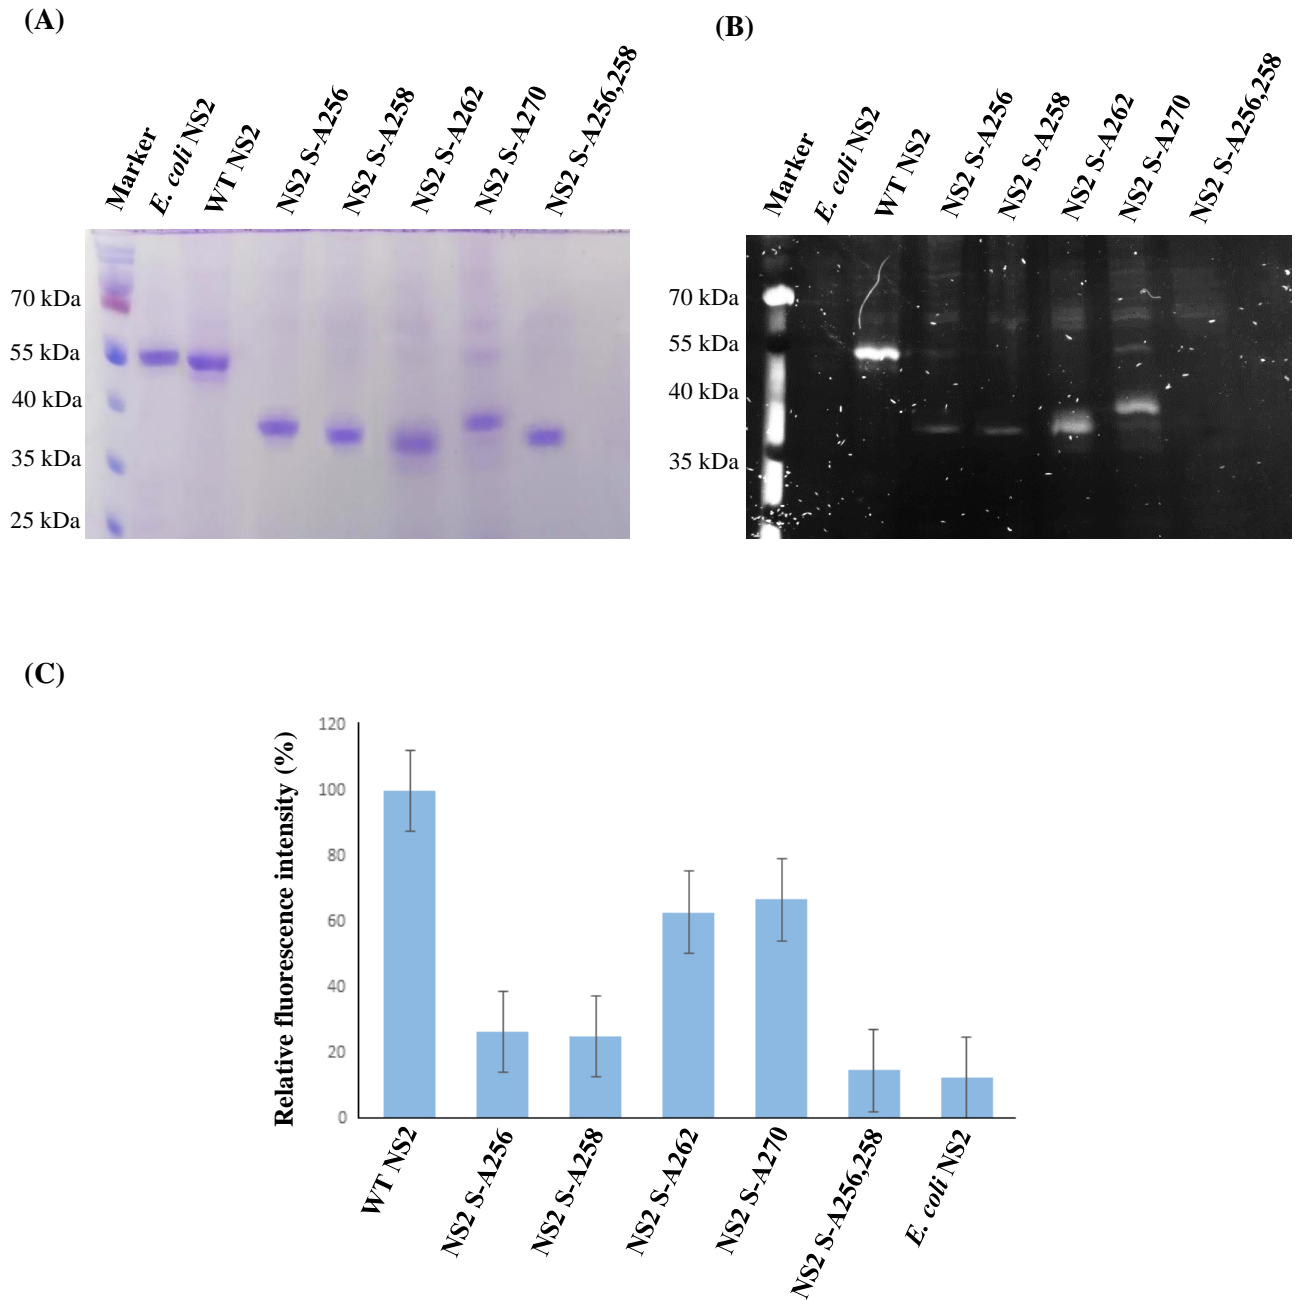 (A)
Marker
E. coli NS2
WT NS2
NS2 S-A256
NS2 S-A258
NS2 S-A262
NS2 S-A270
NS2 S-A256,258
70 kDa
55 kDa
40 kDa
35 kDa
25 kDa
(B)
Marker
E. coli NS2
WT NS2
NS2 S-A256
NS2 S-A258
NS2 S-A262
NS2 S-A270
NS2 S-A256,258
70 kDa
55 kDa
40 kDa
35 kDa
(C)
Relative fluorescence intensity (%)
120
100
80
60
40
20
0
WT NS2
NS2 S-A256
NS2 S-A258
NS2 S-A262
NS2 S-A270
NS2 S-A256,258
E. coli NS2